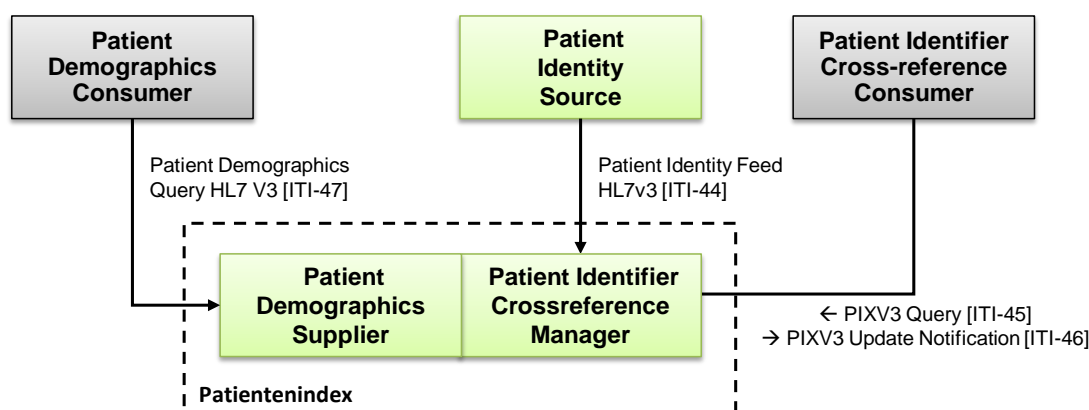 Patient
Demographics
Consumer
Patient
Identity
Source
Patient Identifier
Cross-reference
Consumer
Patient Demographics
Query HL7 V3 [ITI-47]
Patient Identity Feed
HL7v3 [ITI-44]
Patient
Demographics
Supplier
Patient Identifier
Crossreference
Manager
← PIXV3 Query [ITI-45]
→ PIXV3 Update Notification [ITI-46]
Patientenindex